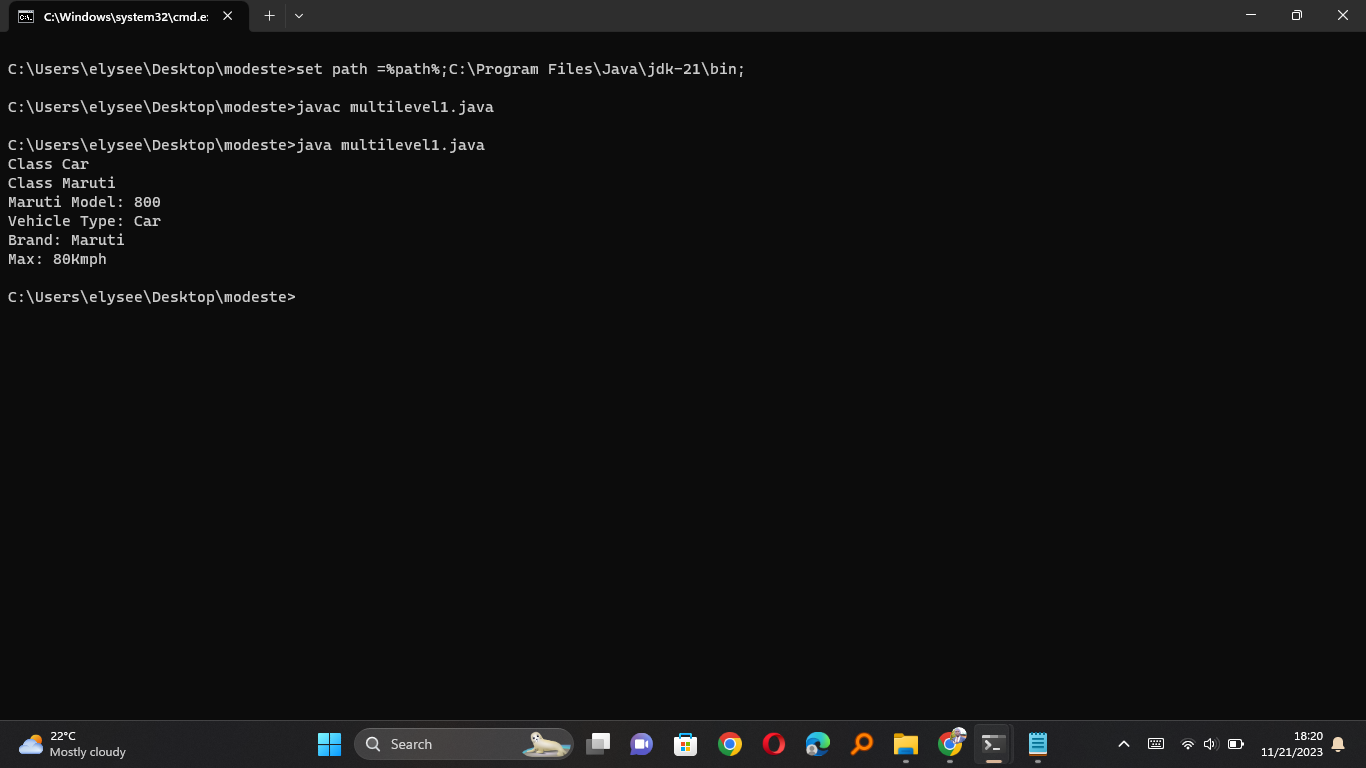 C:\Windows\system32\cmd.e:
C:\Users\elysee\Desktop\modeste>set path =%path%;C:\Program Files\Java\jdk-21\bin;
C:\Users\elysee\Desktop\modeste>javac multilevel1.java
C:\Users\elysee\Desktop\modeste>java multilevel1.java
Class Car
Class Maruti
Maruti Model: 800
Vehicle Type: Car
Brand: Maruti
Max: 80Kmph
C:\Users\elysee\Desktop\modeste>
22°C
Mostly cloudy
Search
18:20
11/21/2023